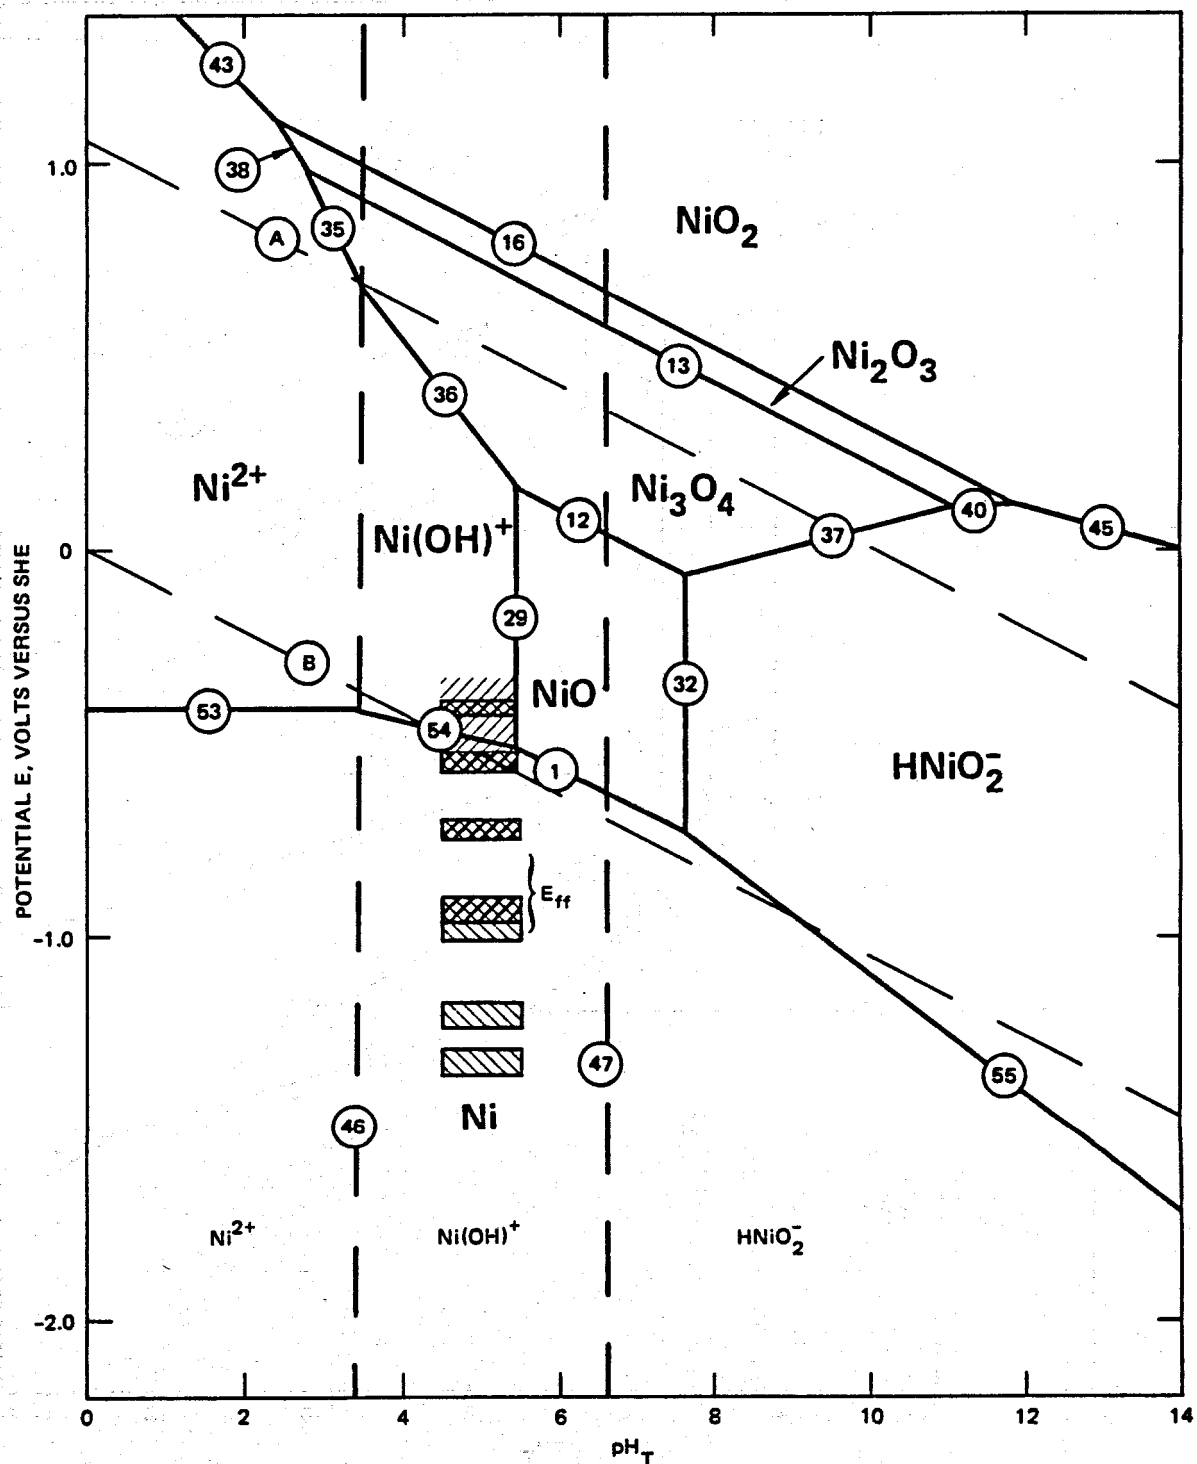 43
1.0
38
A
35
16
NiO₂
13
Ni₂O₃
36
Ni²⁺
Ni₃O₄
12
40
45
37
Ni(OH)⁺
0
29
B
NiO
32
53
54
1
HNiO₂⁻
E_ff
-1.0
47
55
Ni
46
Ni²⁺
Ni(OH)⁺
HNiO₂⁻
-2.0
0 2 4 6 8 10 12 14
pH_T
POTENTIAL E, VOLTS VERSUS SHE